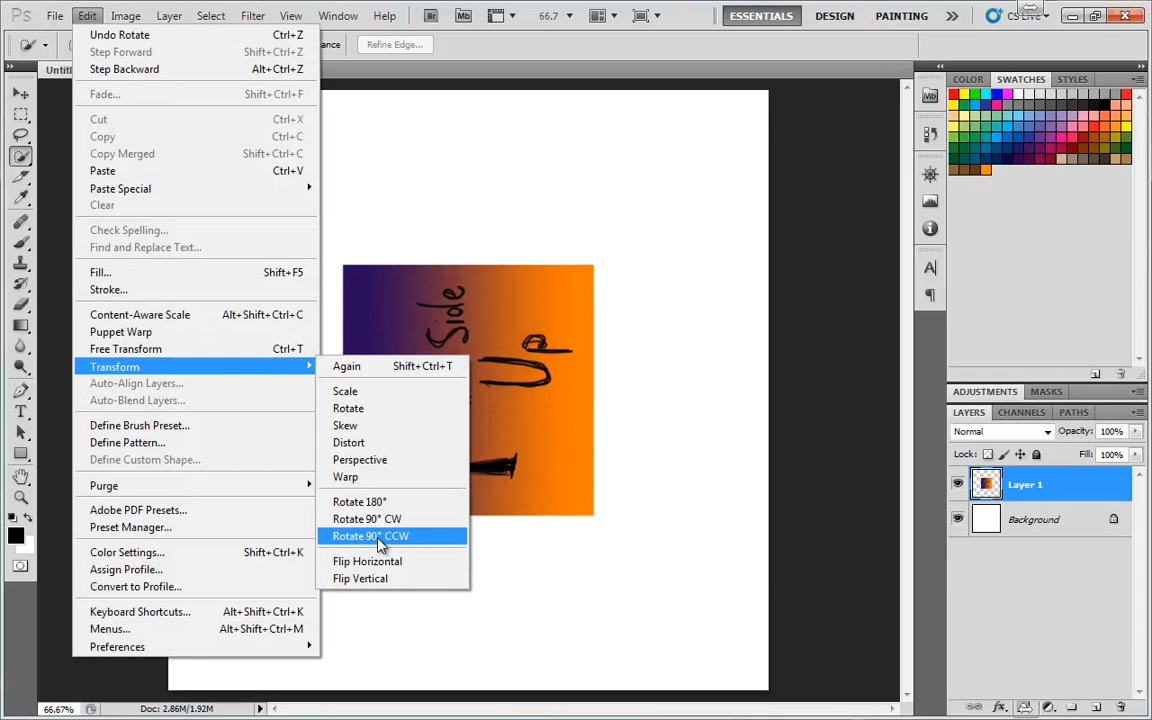 Ps File Edit Image Layer Select Filter View Window Help Br Mb 66.7 ESSENTIALS DESIGN PAINTING CS Live
Refine Edge...
Undo Rotate Ctrl+Z
Step Forward Shift+Ctrl+Z
Step Backward Alt+Ctrl+Z
Fade... Shift+Ctrl+F
Cut Ctrl+X
Copy Ctrl+C
Copy Merged Shift+Ctrl+C
Paste Ctrl+V
Paste Special
Clear
Check Spelling...
Find and Replace Text...
Fill... Shift+F5
Stroke...
Content-Aware Scale Alt+Shift+Ctrl+C
Puppet Warp
Free Transform Ctrl+T
Transform
Auto-Align Layers...
Auto-Blend Layers...
Define Brush Preset...
Define Pattern...
Define Custom Shape...
Purge
Adobe PDF Presets...
Preset Manager...
Color Settings... Shift+Ctrl+K
Assign Profile...
Convert to Profile...
Keyboard Shortcuts... Alt+Shift+Ctrl+K
Menus... Alt+Shift+Ctrl+M
Preferences
Again Shift+Ctrl+T
Scale
Rotate
Skew
Distort
Perspective
Warp
Rotate 180°
Rotate 90° CW
Rotate 90° CCW
Flip Horizontal
Flip Vertical
Side
Up
COLOR SWATCHES STYLES
Mb
ADJUSTMENTS MASKS
LAYERS CHANNELS PATHS
Normal Opacity: 100%
Lock: Fill: 100%
Layer 1
Background
66.67% Doc: 2.86M/1.92M